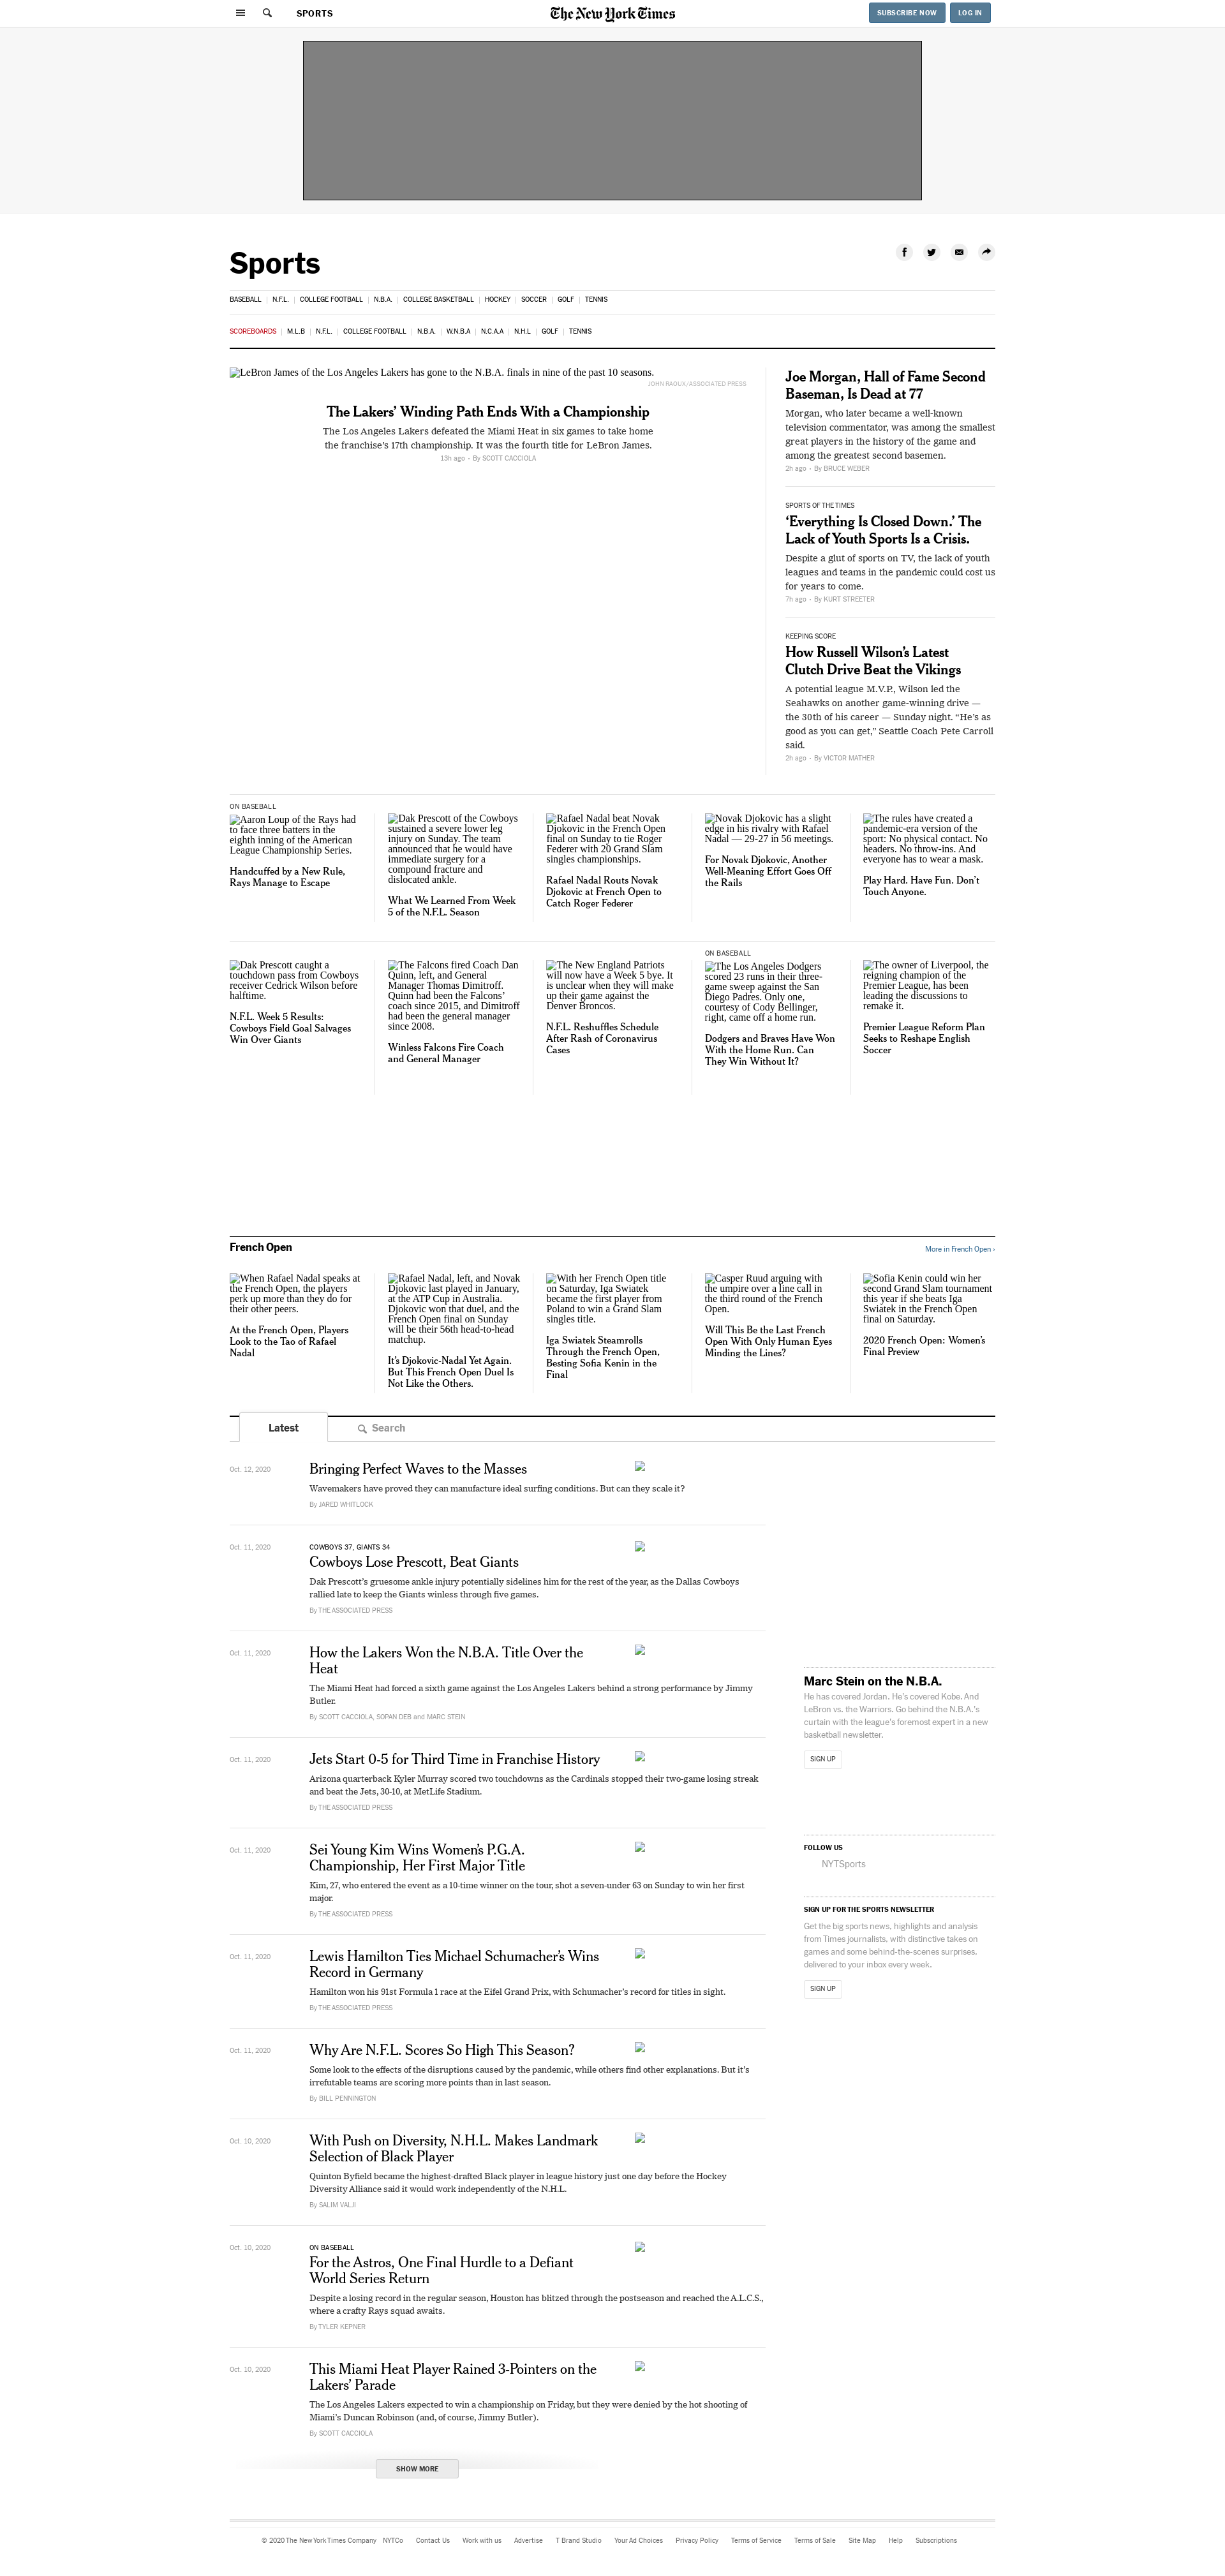 SPORTS
The New York Times
SUBSCRIBE NOW
LOG IN
Sports
BASEBALL
N.F.L.
COLLEGE FOOTBALL
N.B.A.
COLLEGE BASKETBALL
HOCKEY
SOCCER
GOLF
TENNIS
SCOREBOARDS
M.L.B
N.F.L.
COLLEGE FOOTBALL
N.B.A.
W.N.B.A
N.C.A.A
N.H.L
GOLF
TENNIS
LeBron James of the Los Angeles Lakers has gone to the N.B.A. finals in nine of the past 10 seasons.
JOHN RAOUX/ASSOCIATED PRESS
The Lakers’ Winding Path Ends With a Championship
The Los Angeles Lakers defeated the Miami Heat in six games to take home
the franchise’s 17th championship. It was the fourth title for LeBron James.
13h ago · By SCOTT CACCIOLA
Joe Morgan, Hall of Fame Second
Baseman, Is Dead at 77
Morgan, who later became a well-known
television commentator, was among the smallest
great players in the history of the game and
among the greatest second basemen.
2h ago · By BRUCE WEBER
SPORTS OF THE TIMES
‘Everything Is Closed Down.’ The
Lack of Youth Sports Is a Crisis.
Despite a glut of sports on TV, the lack of youth
leagues and teams in the pandemic could cost us
for years to come.
7h ago · By KURT STREETER
KEEPING SCORE
How Russell Wilson’s Latest
Clutch Drive Beat the Vikings
A potential league M.V.P., Wilson led the
Seahawks on another game-winning drive —
the 30th of his career — Sunday night. “He’s as
good as you can get,” Seattle Coach Pete Carroll
said.
2h ago · By VICTOR MATHER
ON BASEBALL
Aaron Loup of the Rays had
to face three batters in the
eighth inning of the American
League Championship Series.
Handcuffed by a New Rule,
Rays Manage to Escape
Dak Prescott of the Cowboys
sustained a severe lower leg
injury on Sunday. The team
announced that he would have
immediate surgery for a
compound fracture and
dislocated ankle.
What We Learned From Week
5 of the N.F.L. Season
Rafael Nadal beat Novak
Djokovic in the French Open
final on Sunday to tie Roger
Federer with 20 Grand Slam
singles championships.
Rafael Nadal Routs Novak
Djokovic at French Open to
Catch Roger Federer
Novak Djokovic has a slight
edge in his rivalry with Rafael
Nadal — 29-27 in 56 meetings.
For Novak Djokovic, Another
Well-Meaning Effort Goes Off
the Rails
The rules have created a
pandemic-era version of the
sport: No physical contact. No
headers. No throw-ins. And
everyone has to wear a mask.
Play Hard. Have Fun. Don’t
Touch Anyone.
Dak Prescott caught a
touchdown pass from Cowboys
receiver Cedrick Wilson before
halftime.
N.F.L. Week 5 Results:
Cowboys Field Goal Salvages
Win Over Giants
The Falcons fired Coach Dan
Quinn, left, and General
Manager Thomas Dimitroff.
Quinn had been the Falcons’
coach since 2015, and Dimitroff
had been the general manager
since 2008.
Winless Falcons Fire Coach
and General Manager
The New England Patriots
will now have a Week 5 bye. It
is unclear when they will make
up their game against the
Denver Broncos.
N.F.L. Reshuffles Schedule
After Rash of Coronavirus
Cases
ON BASEBALL
The Los Angeles Dodgers
scored 23 runs in their three-
game sweep against the San
Diego Padres. Only one,
courtesy of Cody Bellinger,
right, came off a home run.
Dodgers and Braves Have Won
With the Home Run. Can
They Win Without It?
The owner of Liverpool, the
reigning champion of the
Premier League, has been
leading the discussions to
remake it.
Premier League Reform Plan
Seeks to Reshape English
Soccer
French Open
More in French Open ›
When Rafael Nadal speaks at
the French Open, the players
perk up more than they do for
their other peers.
At the French Open, Players
Look to the Tao of Rafael
Nadal
Rafael Nadal, left, and Novak
Djokovic last played in January,
at the ATP Cup in Australia.
Djokovic won that duel, and the
French Open final on Sunday
will be their 56th head-to-head
matchup.
It’s Djokovic-Nadal Yet Again.
But This French Open Duel Is
Not Like the Others.
With her French Open title
on Saturday, Iga Swiatek
became the first player from
Poland to win a Grand Slam
singles title.
Iga Swiatek Steamrolls
Through the French Open,
Besting Sofia Kenin in the
Final
Casper Ruud arguing with
the umpire over a line call in
the third round of the French
Open.
Will This Be the Last French
Open With Only Human Eyes
Minding the Lines?
Sofia Kenin could win her
second Grand Slam tournament
this year if she beats Iga
Swiatek in the French Open
final on Saturday.
2020 French Open: Women’s
Final Preview
Latest
Search
Oct. 12, 2020
Bringing Perfect Waves to the Masses
Wavemakers have proved they can manufacture ideal surfing conditions. But can they scale it?
By JARED WHITLOCK
Oct. 11, 2020
COWBOYS 37, GIANTS 34
Cowboys Lose Prescott, Beat Giants
Dak Prescott’s gruesome ankle injury potentially sidelines him for the rest of the year, as the Dallas Cowboys
rallied late to keep the Giants winless through five games.
By THE ASSOCIATED PRESS
Oct. 11, 2020
How the Lakers Won the N.B.A. Title Over the
Heat
The Miami Heat had forced a sixth game against the Los Angeles Lakers behind a strong performance by Jimmy
Butler.
By SCOTT CACCIOLA, SOPAN DEB and MARC STEIN
Oct. 11, 2020
Jets Start 0-5 for Third Time in Franchise History
Arizona quarterback Kyler Murray scored two touchdowns as the Cardinals stopped their two-game losing streak
and beat the Jets, 30-10, at MetLife Stadium.
By THE ASSOCIATED PRESS
Oct. 11, 2020
Sei Young Kim Wins Women’s P.G.A.
Championship, Her First Major Title
Kim, 27, who entered the event as a 10-time winner on the tour, shot a seven-under 63 on Sunday to win her first
major.
By THE ASSOCIATED PRESS
Oct. 11, 2020
Lewis Hamilton Ties Michael Schumacher’s Wins
Record in Germany
Hamilton won his 91st Formula 1 race at the Eifel Grand Prix, with Schumacher’s record for titles in sight.
By THE ASSOCIATED PRESS
Oct. 11, 2020
Why Are N.F.L. Scores So High This Season?
Some look to the effects of the disruptions caused by the pandemic, while others find other explanations. But it’s
irrefutable teams are scoring more points than in last season.
By BILL PENNINGTON
Oct. 10, 2020
With Push on Diversity, N.H.L. Makes Landmark
Selection of Black Player
Quinton Byfield became the highest-drafted Black player in league history just one day before the Hockey
Diversity Alliance said it would work independently of the N.H.L.
By SALIM VALJI
Oct. 10, 2020
ON BASEBALL
For the Astros, One Final Hurdle to a Defiant
World Series Return
Despite a losing record in the regular season, Houston has blitzed through the postseason and reached the A.L.C.S.,
where a crafty Rays squad awaits.
By TYLER KEPNER
Oct. 10, 2020
This Miami Heat Player Rained 3-Pointers on the
Lakers’ Parade
The Los Angeles Lakers expected to win a championship on Friday, but they were denied by the hot shooting of
Miami’s Duncan Robinson (and, of course, Jimmy Butler).
By SCOTT CACCIOLA
SHOW MORE
Marc Stein on the N.B.A.
He has covered Jordan. He’s covered Kobe. And
LeBron vs. the Warriors. Go behind the N.B.A.’s
curtain with the league’s foremost expert in a new
basketball newsletter.
SIGN UP
FOLLOW US
NYTSports
SIGN UP FOR THE SPORTS NEWSLETTER
Get the big sports news, highlights and analysis
from Times journalists, with distinctive takes on
games and some behind-the-scenes surprises,
delivered to your inbox every week.
SIGN UP
© 2020 The New York Times Company
NYTCo
Contact Us
Work with us
Advertise
T Brand Studio
Your Ad Choices
Privacy Policy
Terms of Service
Terms of Sale
Site Map
Help
Subscriptions